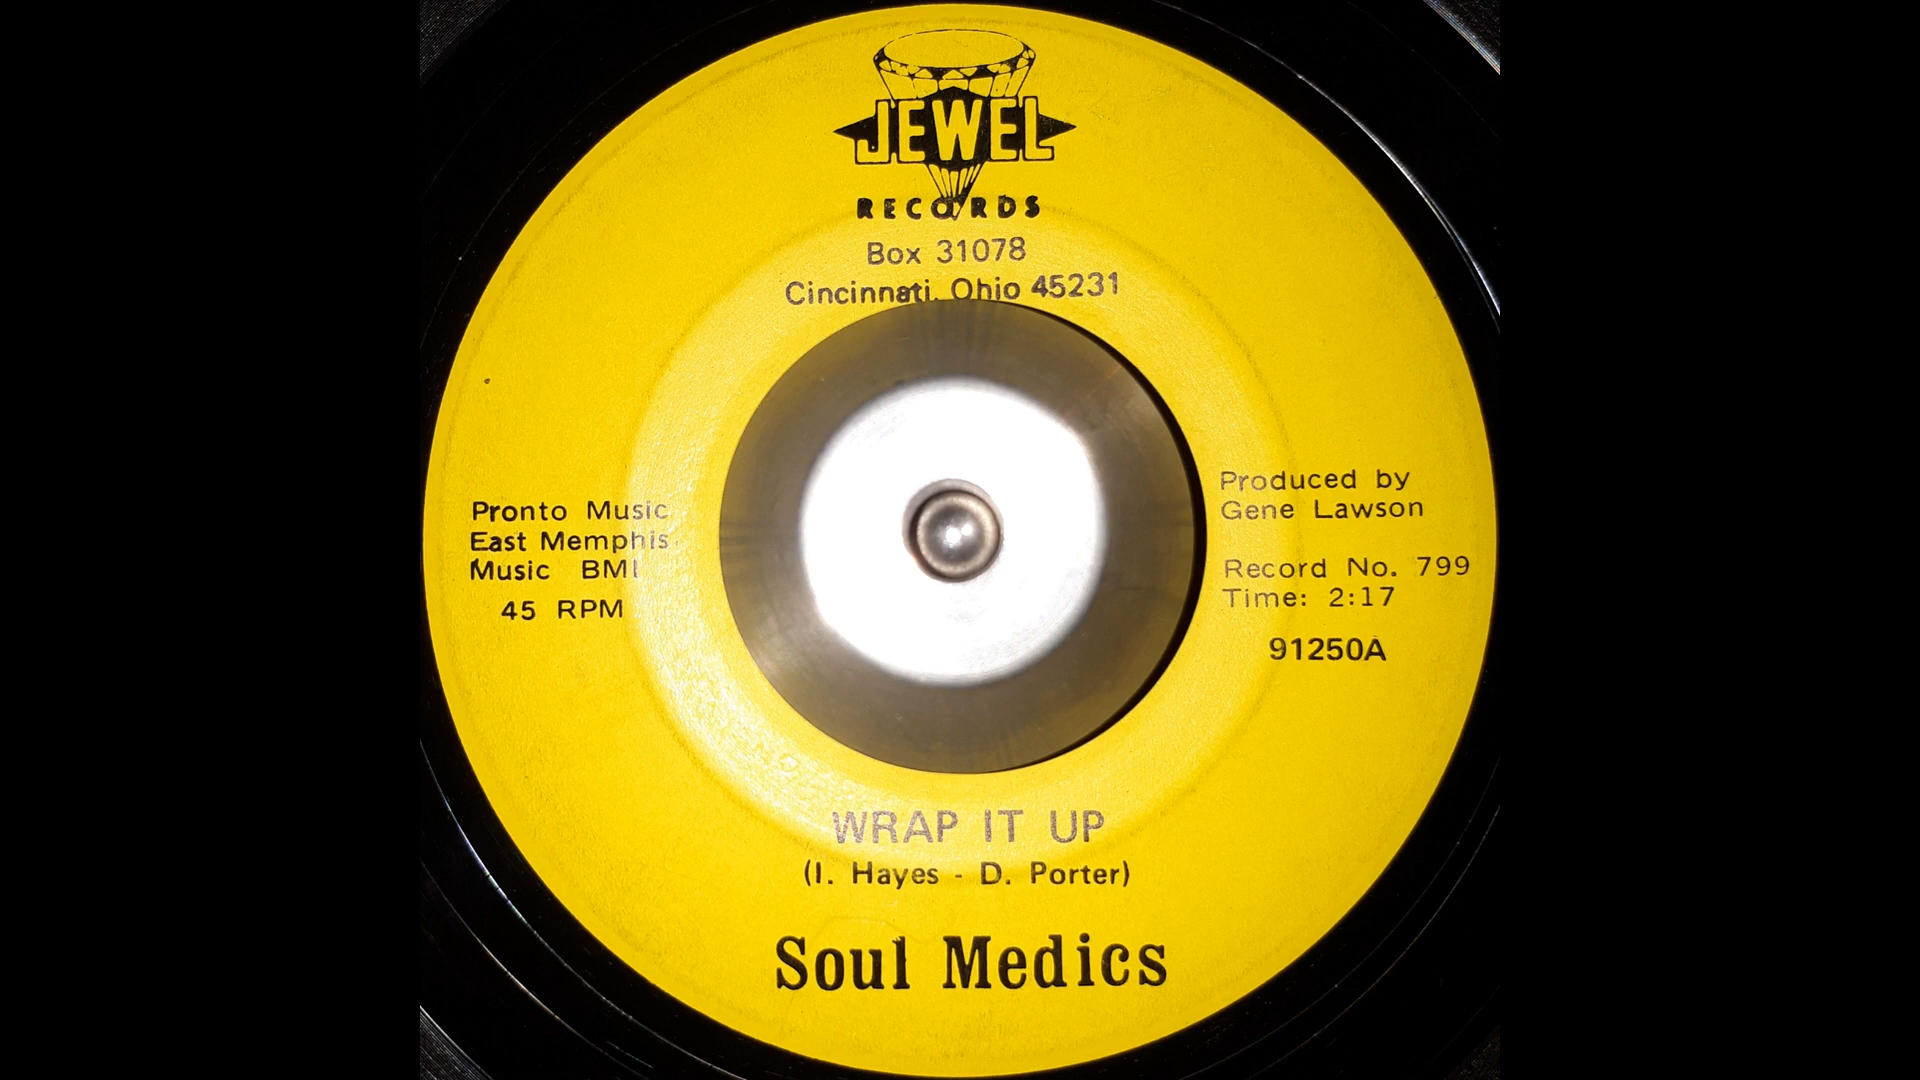 JEWEL
RECORDS
Box 31078
Cincinnati, Ohio 45231
Pronto Music
East Memphis
Music BMI
45 RPM
Produced by
Gene Lawson
Record No. 799
Time: 2:17
91250A
WRAP IT UP
(I. Hayes - D. Porter)
Soul Medics